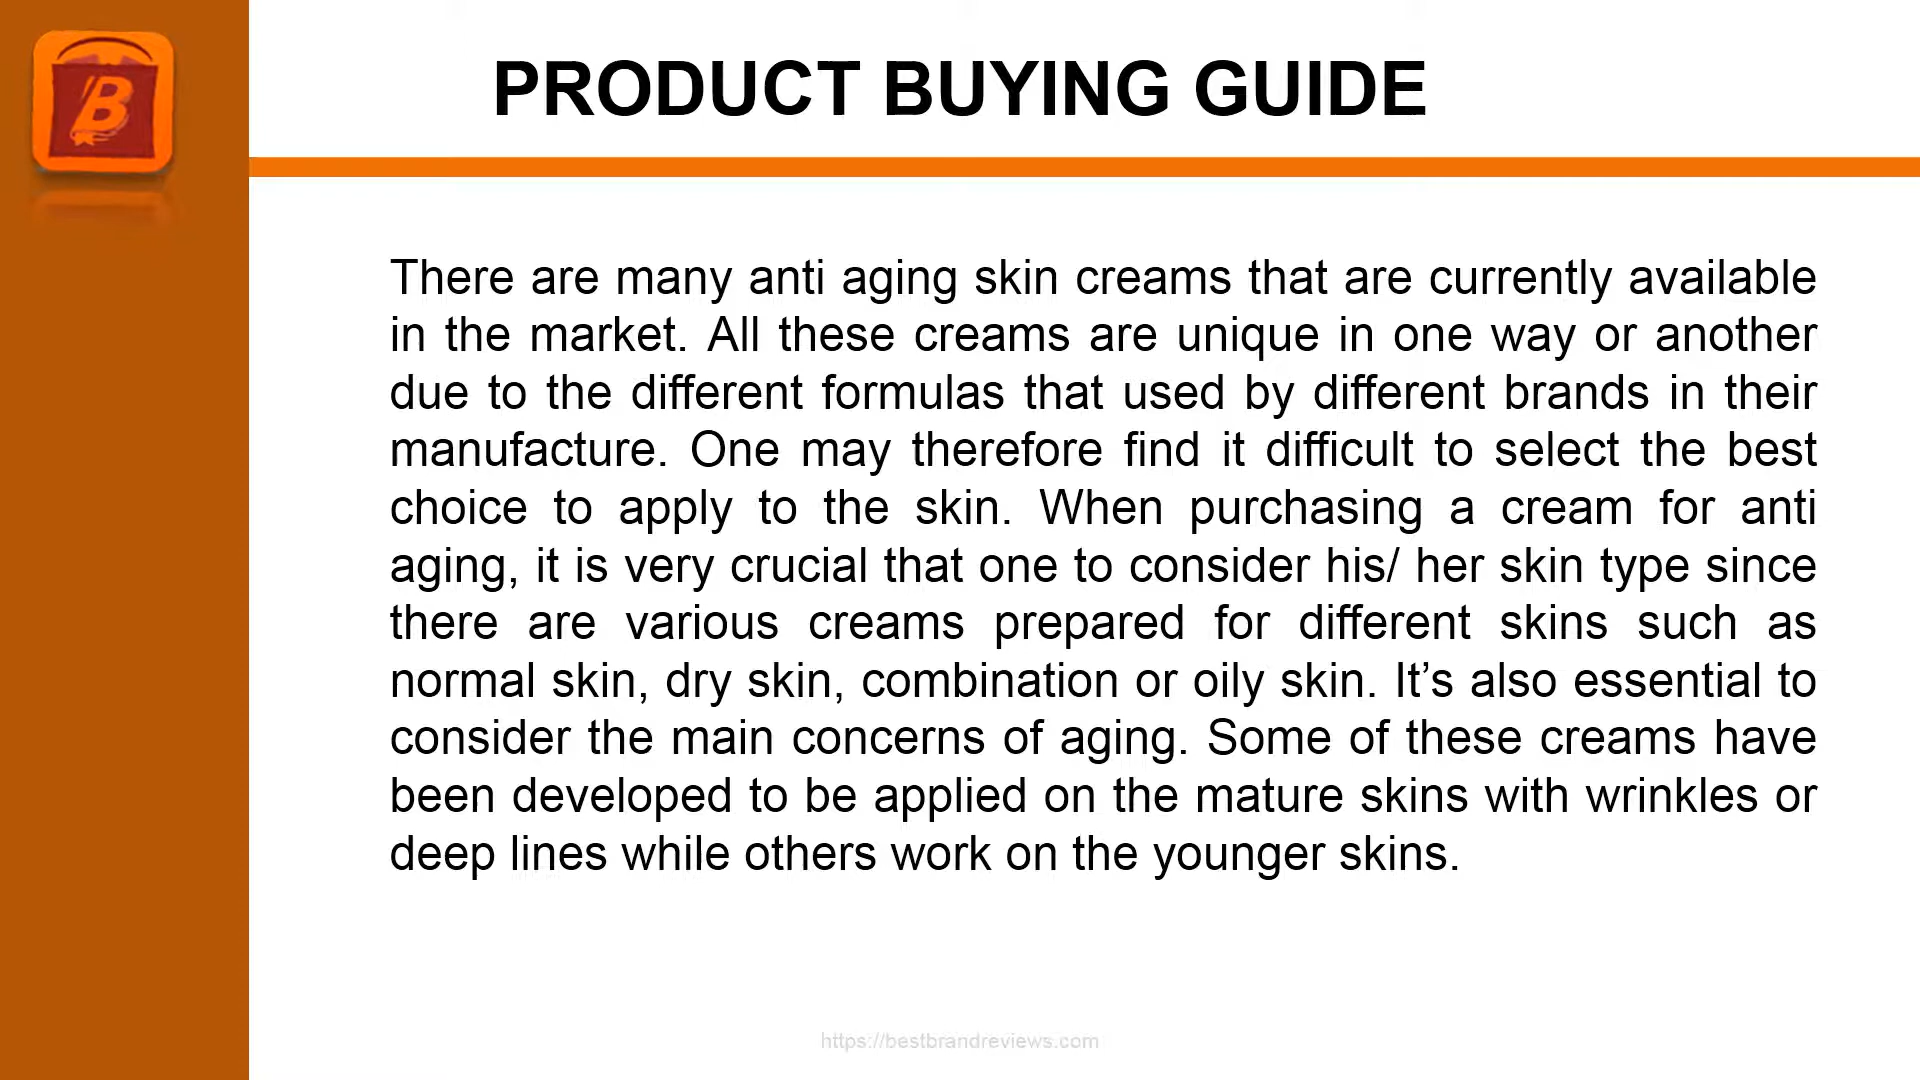 B
PRODUCT BUYING GUIDE
There are many anti aging skin creams that are currently available
in the market. All these creams are unique in one way or another
due to the different formulas that used by different brands in their
manufacture. One may therefore find it difficult to select the best
choice to apply to the skin. When purchasing a cream for anti
aging, it is very crucial that one to consider his/ her skin type since
there are various creams prepared for different skins such as
normal skin, dry skin, combination or oily skin. It’s also essential to
consider the main concerns of aging. Some of these creams have
been developed to be applied on the mature skins with wrinkles or
deep lines while others work on the younger skins.
https://bestbrandreviews.com